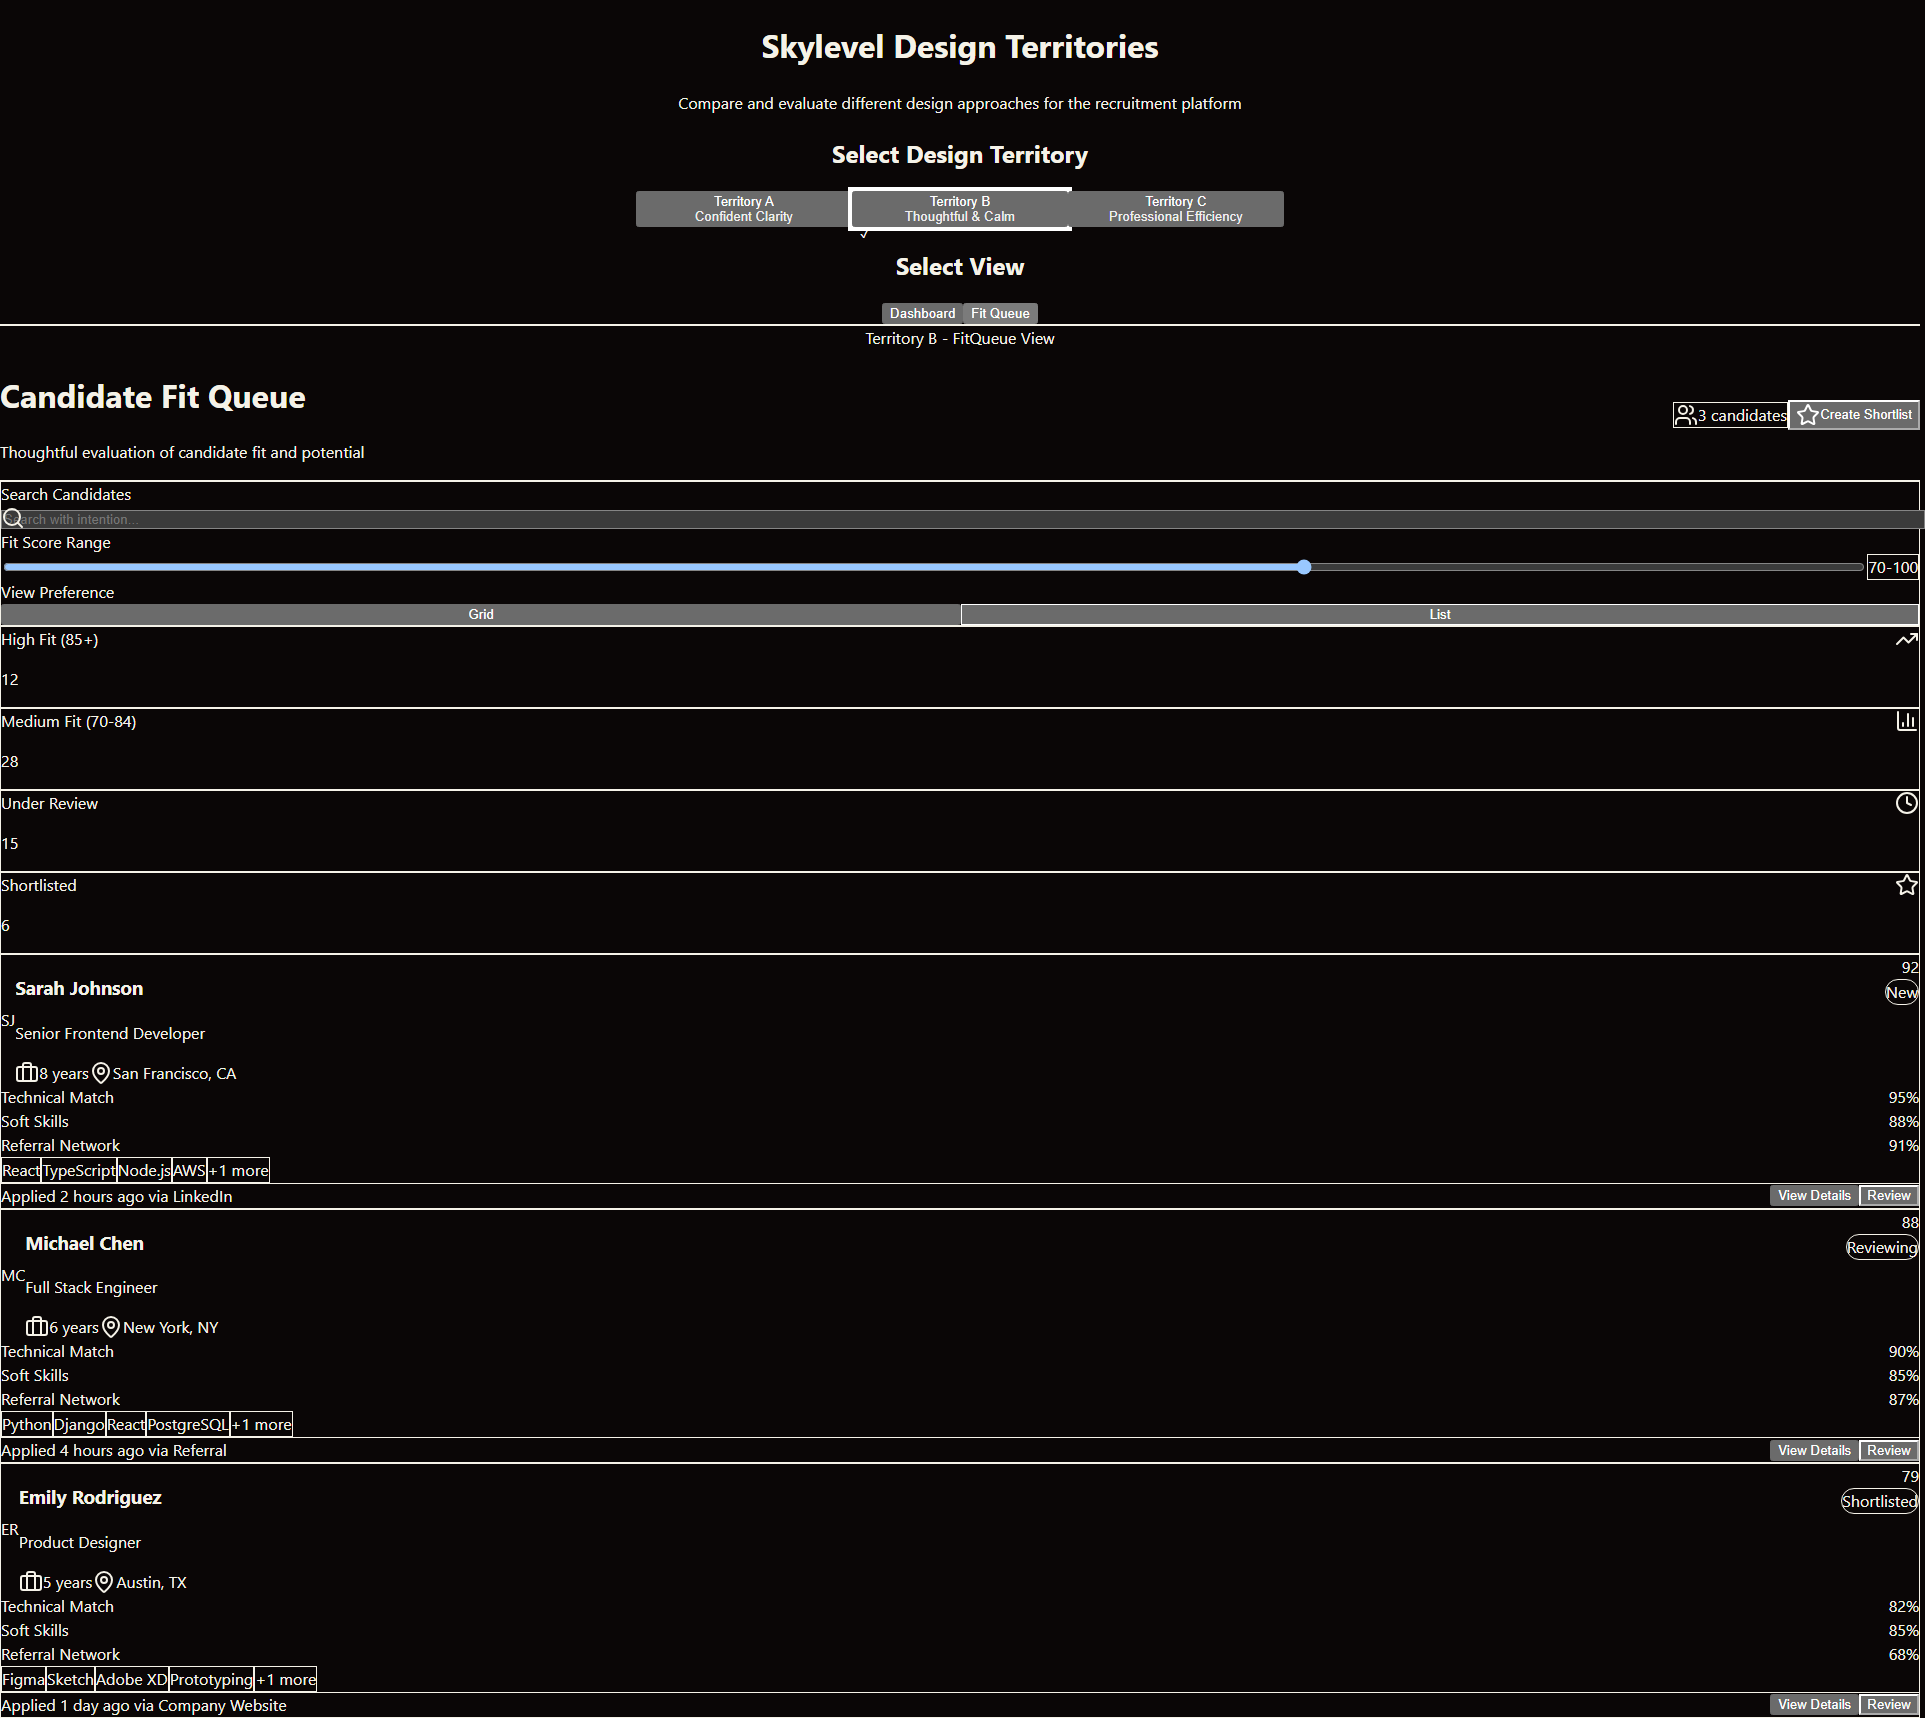 Skylevel Design Territories
Compare and evaluate different design approaches for the recruitment platform
Select Design Territory
Territory A
Confident Clarity
Territory B
Thoughtful & Calm
Territory C
Professional Efficiency
✓
Select View
Dashboard
Fit Queue
Territory B - FitQueue View
Candidate Fit Queue
3 candidates
Create Shortlist
Thoughtful evaluation of candidate fit and potential
Search Candidates
Search with intention...
Fit Score Range
70-100
View Preference
Grid
List
High Fit (85+)
12
Medium Fit (70-84)
28
Under Review
15
Shortlisted
6
92
Sarah Johnson
New
SJ
Senior Frontend Developer
8 years San Francisco, CA
Technical Match 95%
Soft Skills 88%
Referral Network 91%
React TypeScript Node.js AWS +1 more
Applied 2 hours ago via LinkedIn
View Details
Review
88
Michael Chen
Reviewing
MC
Full Stack Engineer
6 years New York, NY
Technical Match 90%
Soft Skills 85%
Referral Network 87%
Python Django React PostgreSQL +1 more
Applied 4 hours ago via Referral
View Details
Review
79
Emily Rodriguez
Shortlisted
ER
Product Designer
5 years Austin, TX
Technical Match 82%
Soft Skills 85%
Referral Network 68%
Figma Sketch Adobe XD Prototyping +1 more
Applied 1 day ago via Company Website
View Details
Review